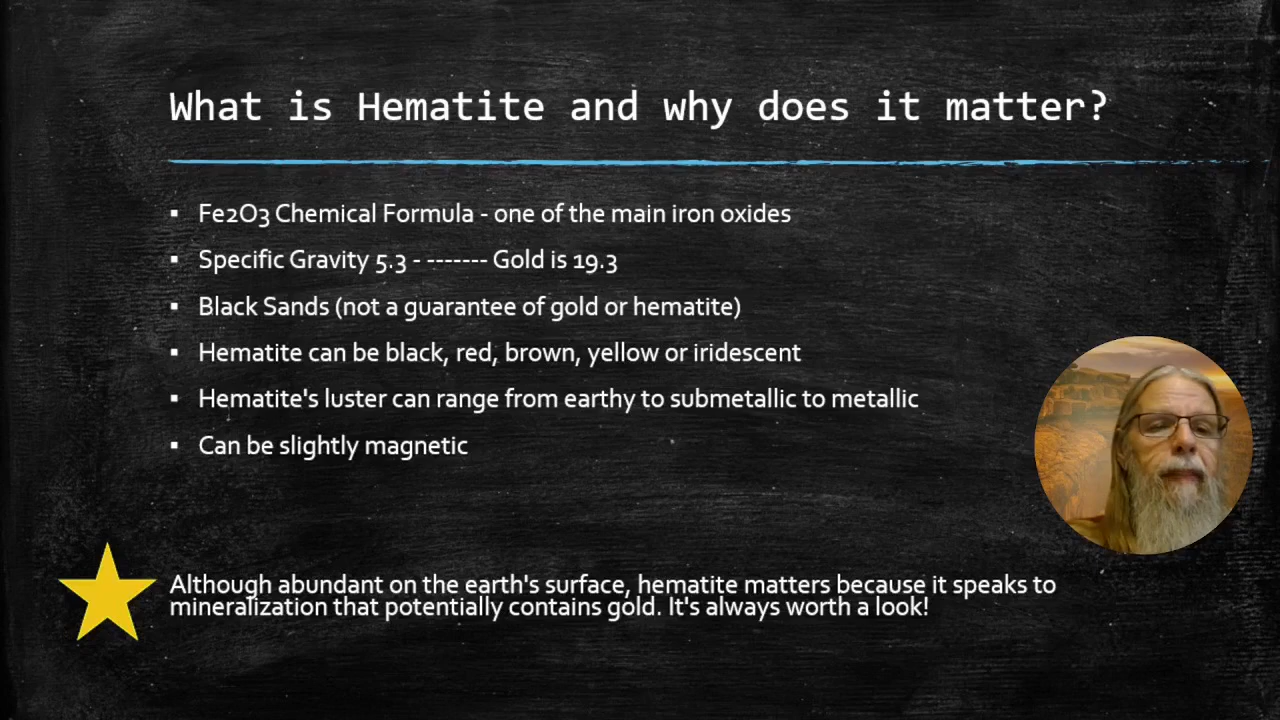 What is Hematite and why does it matter?
▪ Fe2O3 Chemical Formula - one of the main iron oxides
▪ Specific Gravity 5.3 - ------- Gold is 19.3
▪ Black Sands (not a guarantee of gold or hematite)
▪ Hematite can be black, red, brown, yellow or iridescent
▪ Hematite's luster can range from earthy to submetallic to metallic
▪ Can be slightly magnetic
Although abundant on the earth's surface, hematite matters because it speaks to
mineralization that potentially contains gold. It's always worth a look!